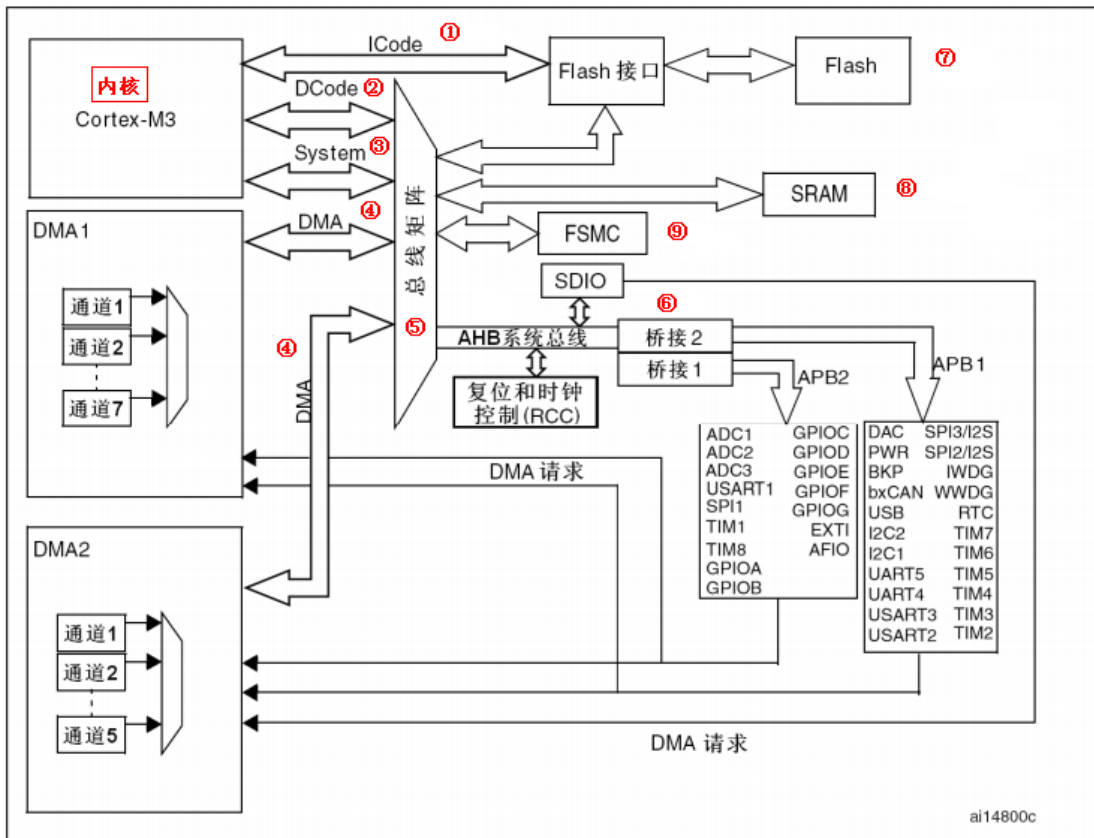 ICode ①
内核
Cortex-M3
DCode ②
System ③
DMA ④
Flash 接口
Flash ⑦
总线矩阵
⑤
SRAM ⑧
FSMC ⑨
SDIO
⑥
AHB系统总线
桥接2
桥接1
复位和时钟
控制(RCC)
APB2
APB1
DMA1
通道1
通道2
通道7
④
DMA
DMA 请求
ADC1 GPIOC
ADC2 GPIOD
ADC3 GPIOE
USART1 GPIOF
SPI1 GPIOG
TIM1 EXTI
TIM8 AFIO
GPIOA
GPIOB
DAC SPI3/I2S
PWR SPI2/I2S
BKP IWDG
bxCAN WWDG
USB RTC
I2C2 TIM7
I2C1 TIM6
UART5 TIM5
UART4 TIM4
USART3 TIM3
USART2 TIM2
DMA2
通道1
通道2
通道5
DMA 请求
ai14800c